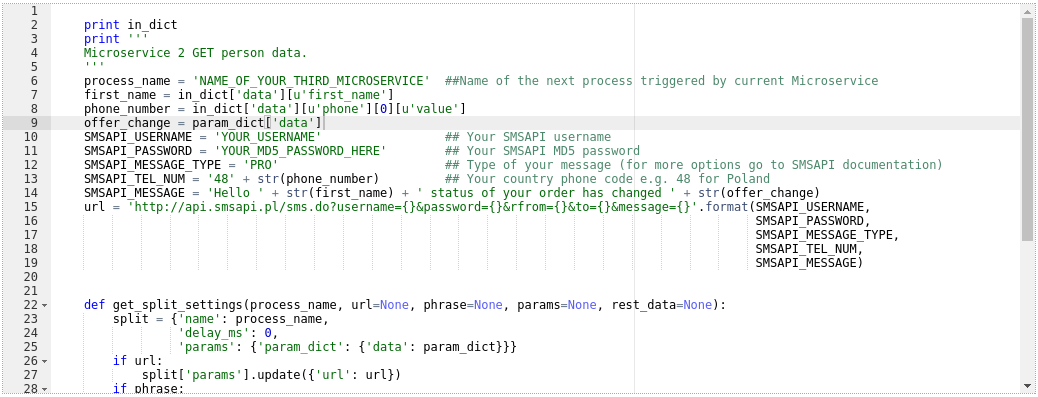 1
2 print in_dict
3 print '''
4 Microservice 2 GET person data.
5 '''
6 process_name = 'NAME_OF_YOUR_THIRD_MICROSERVICE'  ##Name of the next process triggered by current Microservice
7 first_name = in_dict['data'][u'first_name']
8 phone_number = in_dict['data'][u'phone'][0][u'value']
9 offer_change = param_dict['data']
10 SMSAPI_USERNAME = 'YOUR_USERNAME'                 ## Your SMSAPI username
11 SMSAPI_PASSWORD = 'YOUR_MD5_PASSWORD_HERE'        ## Your SMSAPI MD5 password
12 SMSAPI_MESSAGE_TYPE = 'PRO'                       ## Type of your message (for more options go to SMSAPI documentation)
13 SMSAPI_TEL_NUM = '48' + str(phone_number)         ## Your country phone code e.g. 48 for Poland
14 SMSAPI_MESSAGE = 'Hello ' + str(first_name) + ' status of your order has changed ' + str(offer_change)
15 url = 'http://api.smsapi.pl/sms.do?username={}&password={}&rfrom={}&to={}&message={}'.format(SMSAPI_USERNAME,
16 SMSAPI_PASSWORD,
17 SMSAPI_MESSAGE_TYPE,
18 SMSAPI_TEL_NUM,
19 SMSAPI_MESSAGE)
20
21
22 def get_split_settings(process_name, url=None, phrase=None, params=None, rest_data=None):
23     split = {'name': process_name,
24              'delay_ms': 0,
25              'params': {'param_dict': {'data': param_dict}}}
26     if url:
27         split['params'].update({'url': url})
28     if phrase: